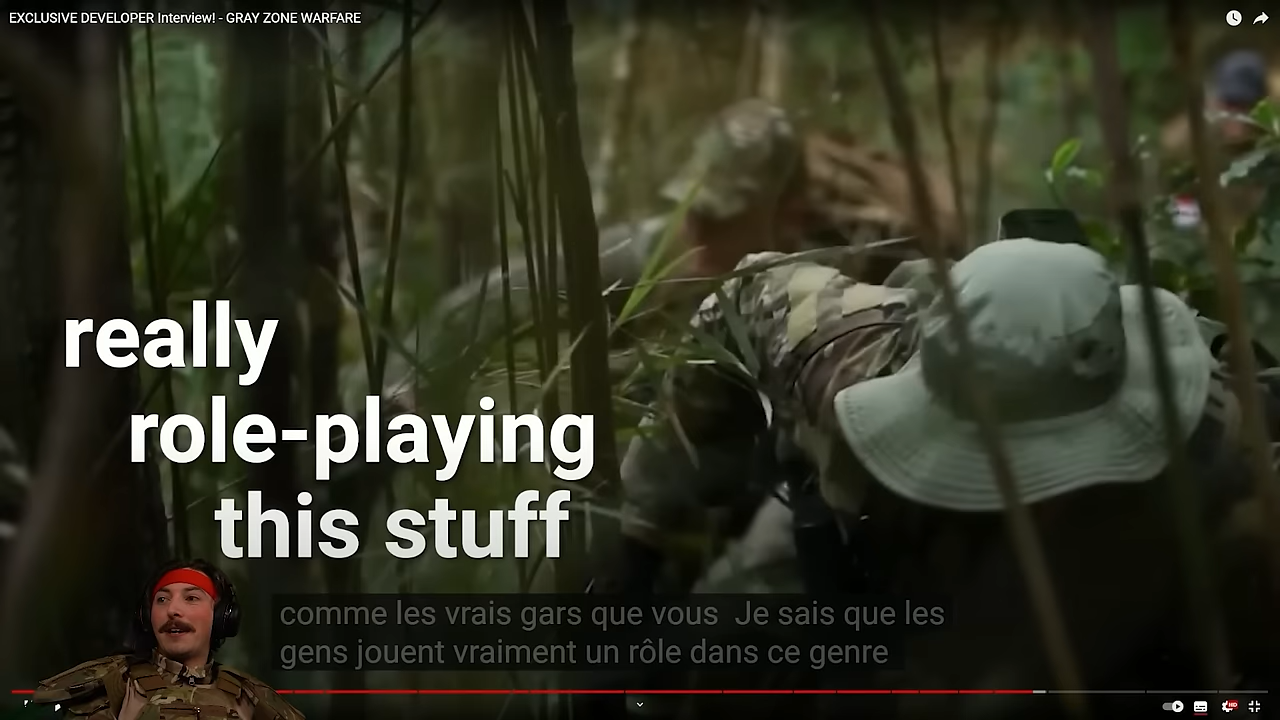 EXCLUSIVE DEVELOPER Interview! - GRAY ZONE WARFARE
really
role-playing
this stuff
comme les vrais gars que vous  Je sais que les
gens jouent vraiment un rôle dans ce genre
HD